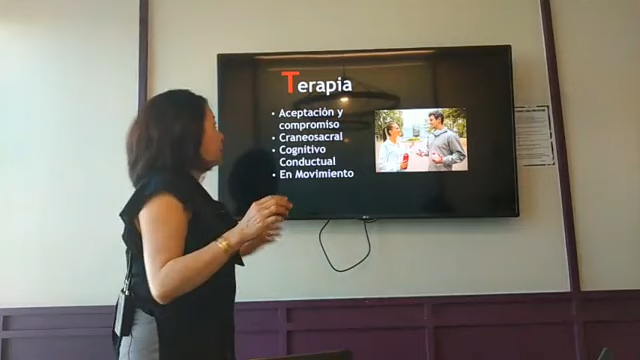 Terapia
• Aceptación y
compromiso
• Craneosacral
• Cognitivo
Conductual
• En Movimiento